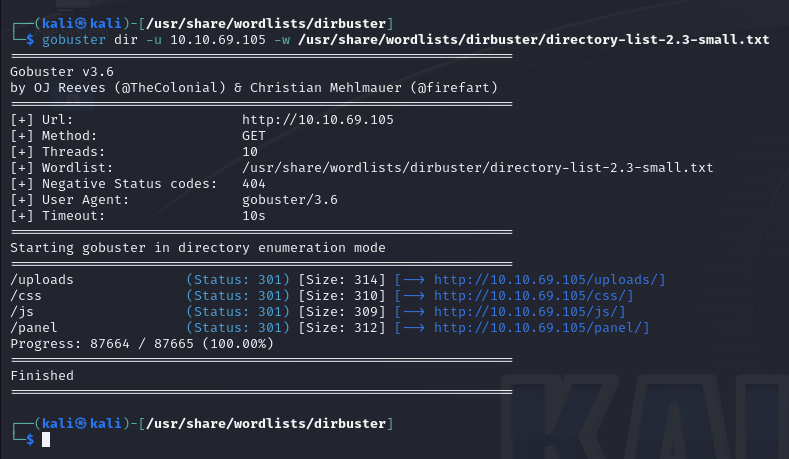 ┌──(kali㉿kali)-[/usr/share/wordlists/dirbuster]
└─$ gobuster dir -u 10.10.69.105 -w /usr/share/wordlists/dirbuster/directory-list-2.3-small.txt
===============================================================
Gobuster v3.6
by OJ Reeves (@TheColonial) & Christian Mehlmauer (@firefart)
===============================================================
[+] Url:                     http://10.10.69.105
[+] Method:                  GET
[+] Threads:                 10
[+] Wordlist:                /usr/share/wordlists/dirbuster/directory-list-2.3-small.txt
[+] Negative Status codes:   404
[+] User Agent:              gobuster/3.6
[+] Timeout:                 10s
===============================================================
Starting gobuster in directory enumeration mode
===============================================================
/uploads              (Status: 301) [Size: 314] [--> http://10.10.69.105/uploads/]
/css                  (Status: 301) [Size: 310] [--> http://10.10.69.105/css/]
/js                   (Status: 301) [Size: 309] [--> http://10.10.69.105/js/]
/panel                (Status: 301) [Size: 312] [--> http://10.10.69.105/panel/]
Progress: 87664 / 87665 (100.00%)
===============================================================
Finished
===============================================================
┌──(kali㉿kali)-[/usr/share/wordlists/dirbuster]
└─$
KAL